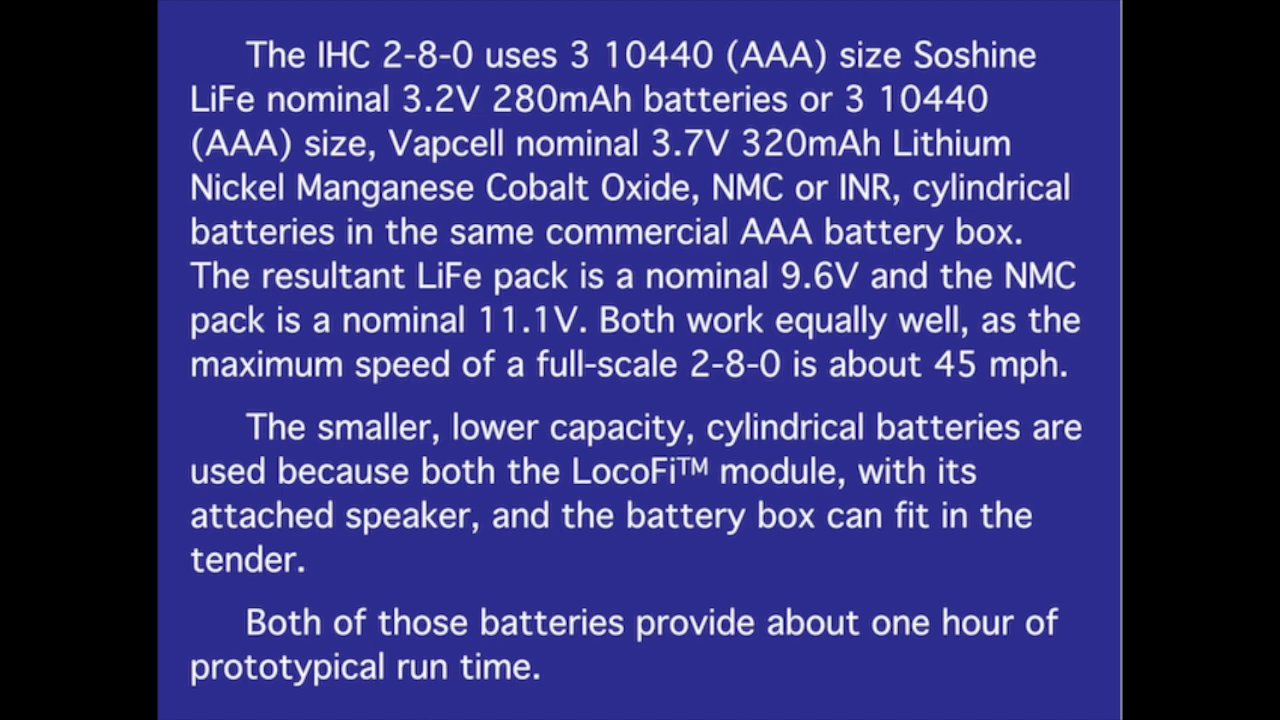 The IHC 2-8-0 uses 3 10440 (AAA) size Soshine
LiFe nominal 3.2V 280mAh batteries or 3 10440
(AAA) size, Vapcell nominal 3.7V 320mAh Lithium
Nickel Manganese Cobalt Oxide, NMC or INR, cylindrical
batteries in the same commercial AAA battery box.
The resultant LiFe pack is a nominal 9.6V and the NMC
pack is a nominal 11.1V. Both work equally well, as the
maximum speed of a full-scale 2-8-0 is about 45 mph.
The smaller, lower capacity, cylindrical batteries are
used because both the LocoFi™ module, with its
attached speaker, and the battery box can fit in the
tender.
Both of those batteries provide about one hour of
prototypical run time.